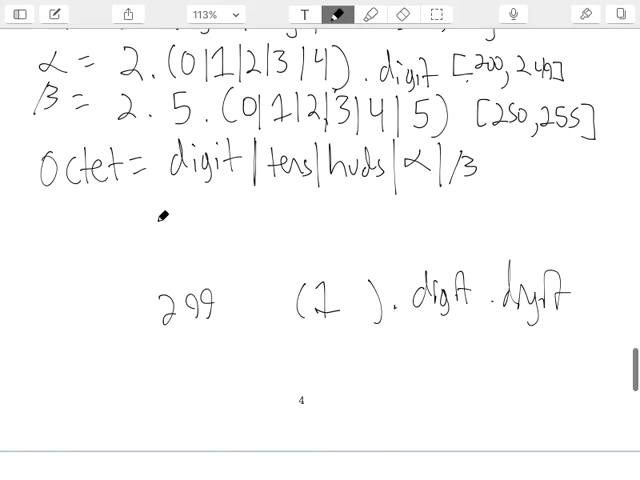 113%
T
α = 2 . (0|1|2|3|4) . digit [200, 249]
β = 2 . 5 . (0|1|2|3|4|5) [250,255]
Octet = digit | tens | huds | α | β
299 (1 ) . digit . digit
4